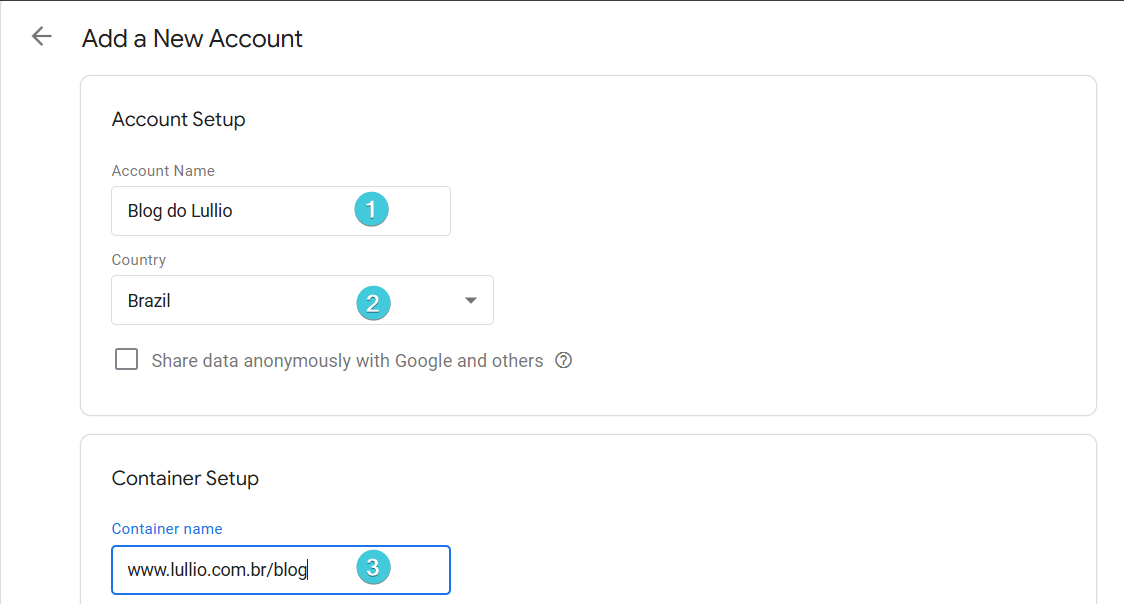 Add a New Account
Account Setup
Account Name
Blog do Lullio
1
Country
Brazil
2
Share data anonymously with Google and others
?
Container Setup
Container name
www.lullio.com.br/blog
3